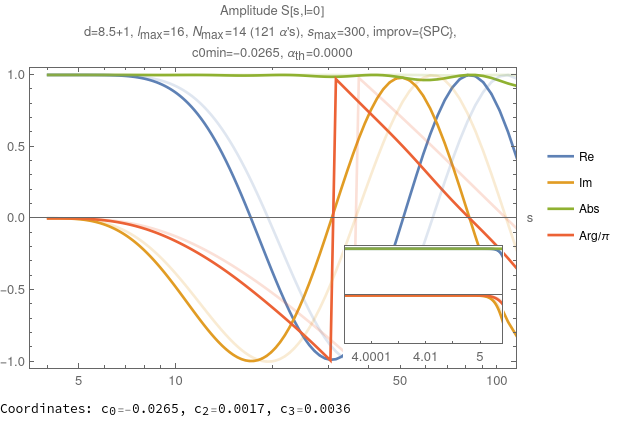 Amplitude S[s,l=0]
d=8.5+1, lmax=16, Nmax=14 (121 α's), smax=300, improv={SPC},
c0min=-0.0265, αth=0.0000
1.0
0.5
0.0
-0.5
-1.0
s
Re
Im
Abs
Arg/π
4.0001 4.01 5
5 10 50 100
Coordinates: c0=-0.0265, c2=0.0017, c3=0.0036